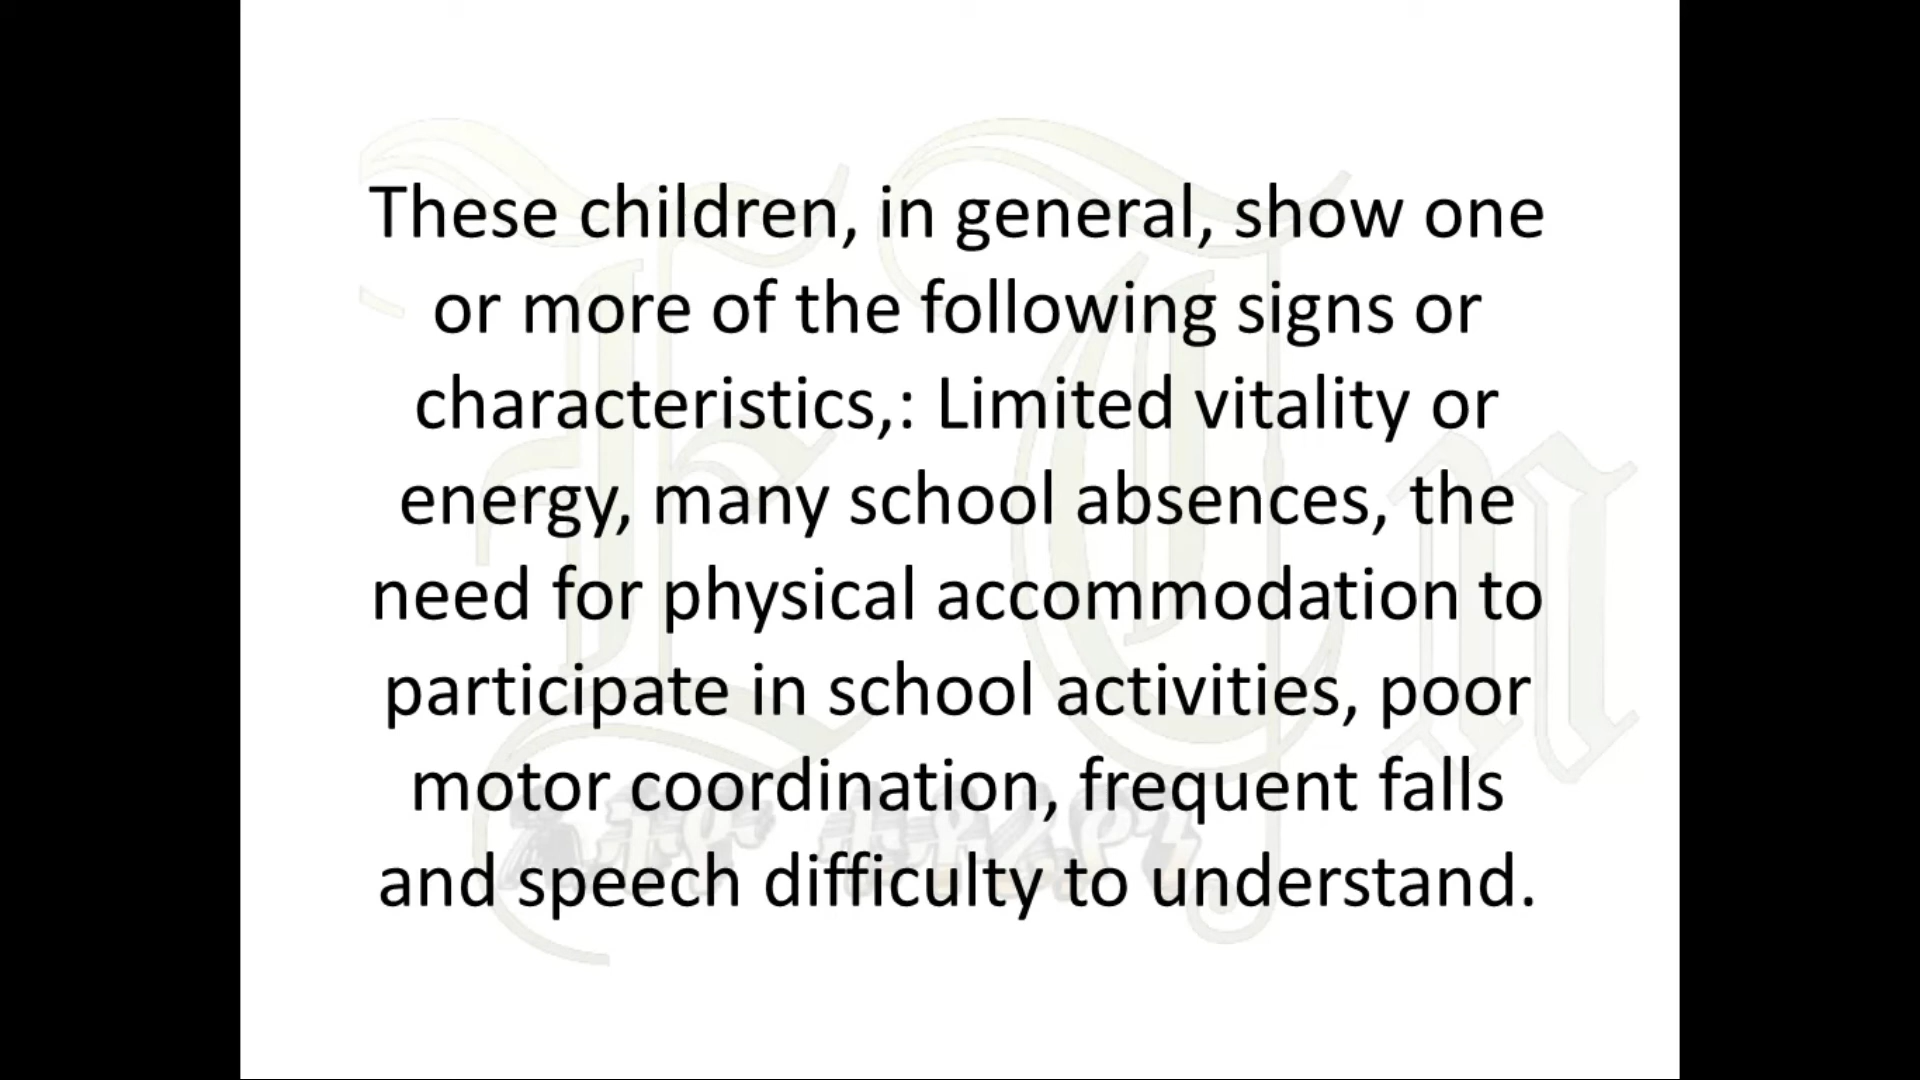 These children, in general, show one
or more of the following signs or
characteristics,: Limited vitality or
energy, many school absences, the
need for physical accommodation to
participate in school activities, poor
motor coordination, frequent falls
and speech difficulty to understand.